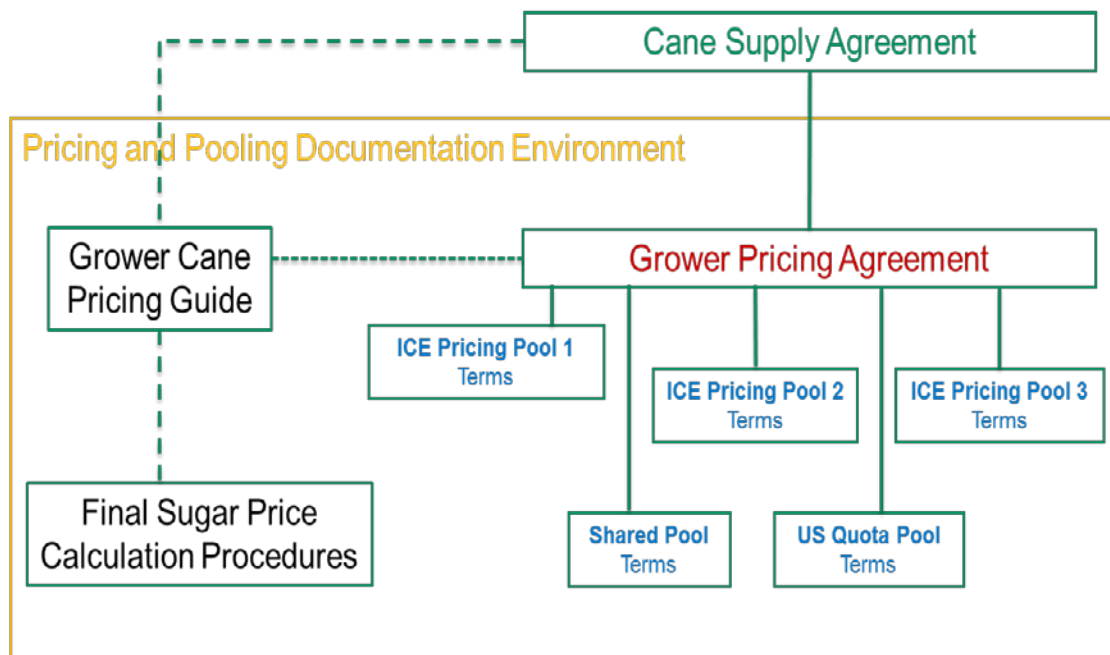 Cane Supply Agreement
Pricing and Pooling Documentation Environment
Grower Cane
Pricing Guide
Grower Pricing Agreement
ICE Pricing Pool 1
Terms
ICE Pricing Pool 2
Terms
ICE Pricing Pool 3
Terms
Final Sugar Price
Calculation Procedures
Shared Pool
Terms
US Quota Pool
Terms